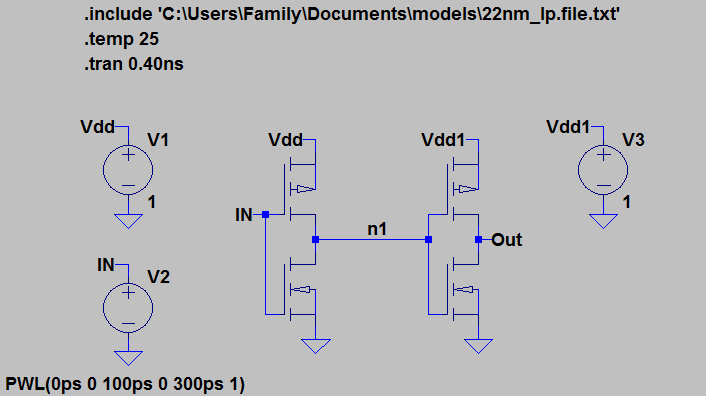 .include 'C:\Users\Family\Documents\models\22nm_lp.file.txt'
.temp 25
.tran 0.40ns
Vdd
V1
1
Vdd
Vdd1
Vdd1
V3
1
IN
n1
Out
IN
V2
PWL(0ps 0 100ps 0 300ps 1)